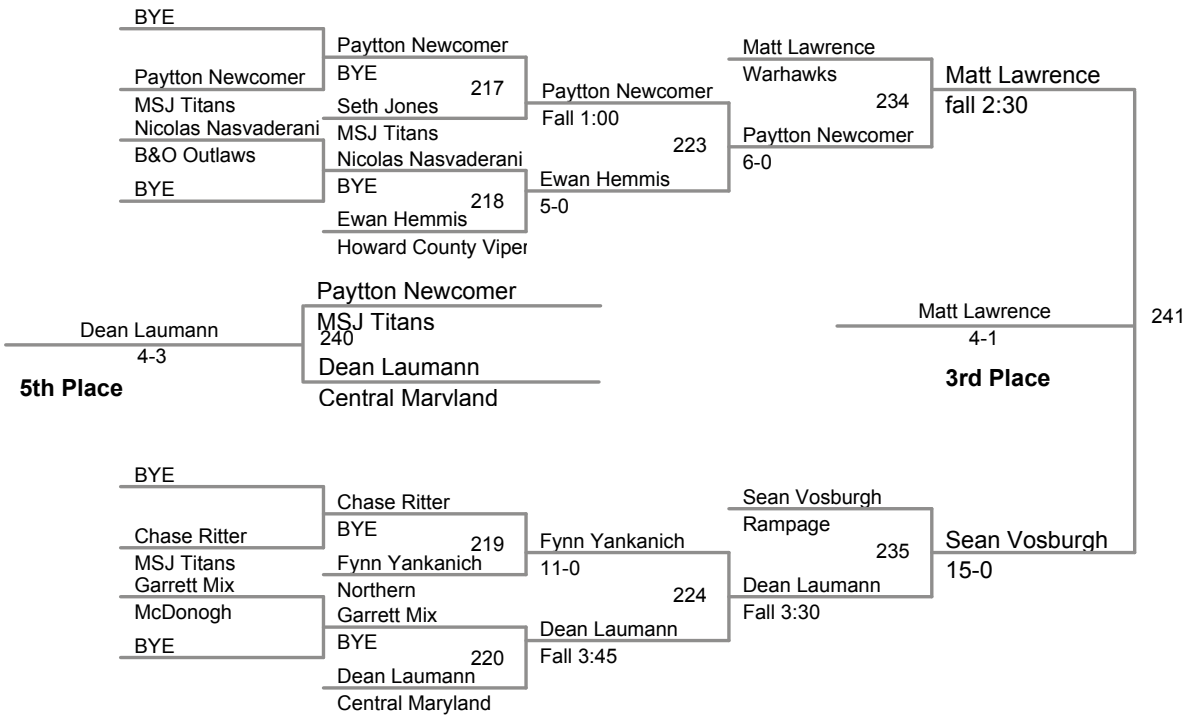 BYE
Paytton Newcomer
Matt Lawrence
Paytton Newcomer
BYE
217
Warhawks
234
Matt Lawrence
MSJ Titans
Seth Jones
Paytton Newcomer
fall 2:30
Nicolas Nasvaderani
MSJ Titans
Fall 1:00
223
Paytton Newcomer
B&O Outlaws
Nicolas Nasvaderani
6-0
BYE
BYE
218
Ewan Hemmis
Ewan Hemmis
5-0
Howard County Viper
Paytton Newcomer
Dean Laumann
MSJ Titans
Matt Lawrence
241
4-3
240
4-1
5th Place
Dean Laumann
3rd Place
Central Maryland
BYE
Chase Ritter
Sean Vosburgh
Chase Ritter
BYE
219
Fynn Yankanich
Rampage
235
Sean Vosburgh
MSJ Titans
Fynn Yankanich
11-0
15-0
Garrett Mix
Northern
224
Dean Laumann
McDonogh
Garrett Mix
Fall 3:30
BYE
BYE
220
Dean Laumann
Dean Laumann
Fall 3:45
Central Maryland